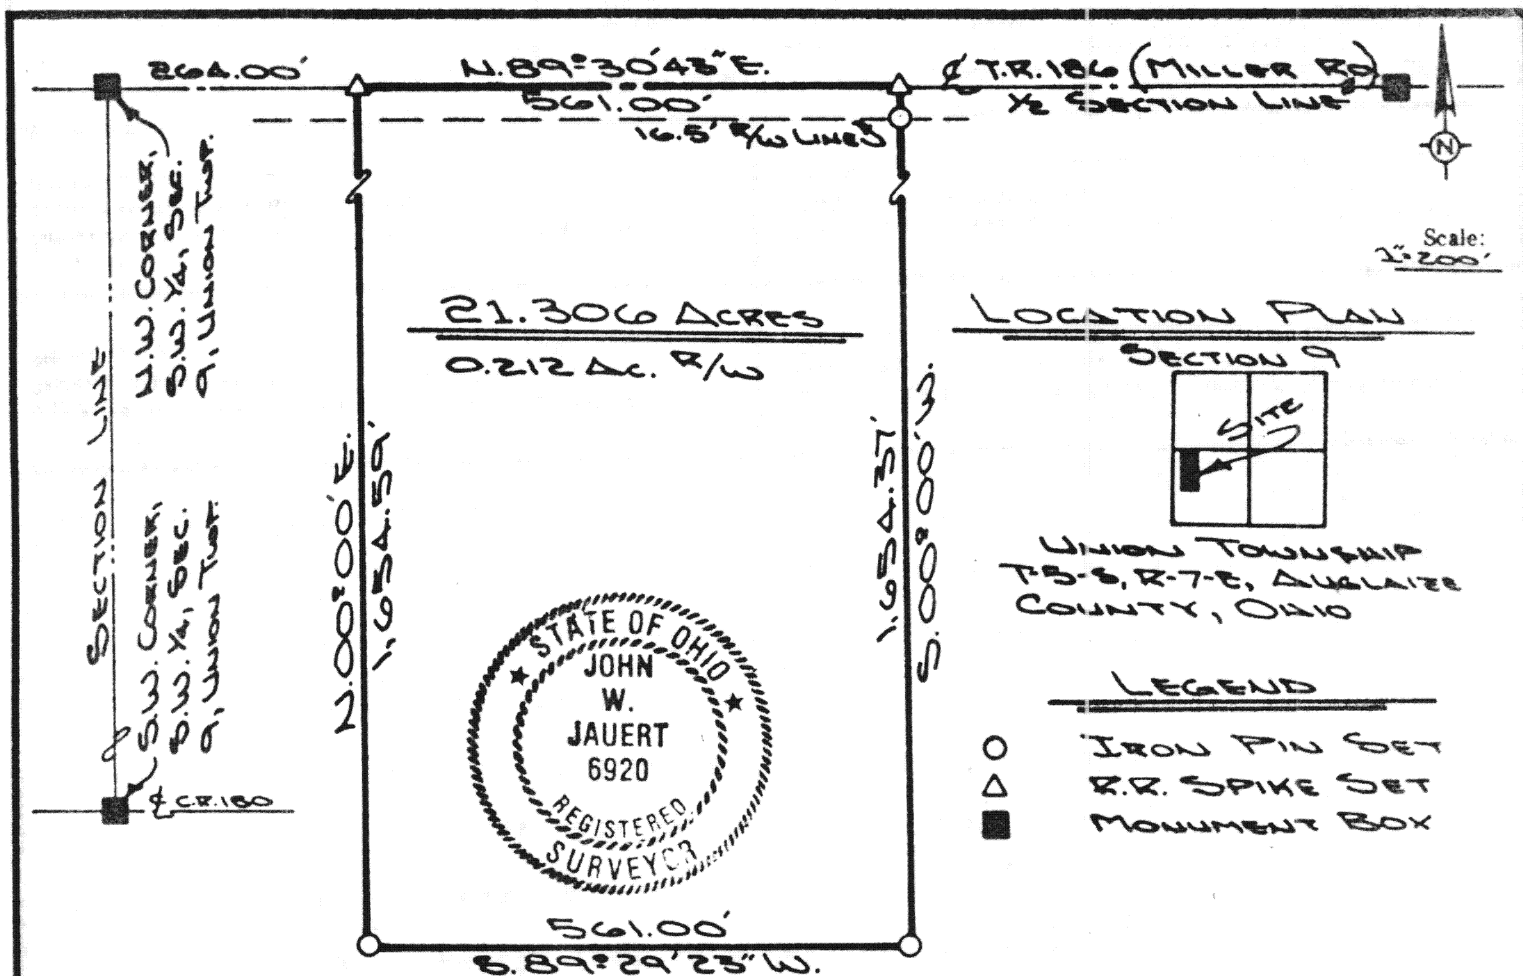 264.00'
N.89°30'43"E.
561.00'
₵ T.R.186 (MILLER RD)
½ SECTION LINE
16.5' R/W LINES
N
Scale:
1"=200'
N.W. CORNER,
S.W. ¼, SEC.
9, UNION TWP.
SECTION LINE
S.W. CORNER,
S.W. ¼, SEC.
9, UNION TWP.
₵ C.R.180
21.306 ACRES
0.212 AC. R/W
N.00°00'E.
1,654.59'
1,654.37'
S.00°00'W.
STATE OF OHIO
JOHN
W.
JAUERT
6920
REGISTERED
SURVEYOR
561.00'
S.89°29'23"W.
LOCATION PLAN
SECTION 9
SITE
UNION TOWNSHIP
T-5-S, R-7-E, AUGLAIZE
COUNTY, OHIO
LEGEND
IRON PIN SET
R.R. SPIKE SET
MONUMENT BOX